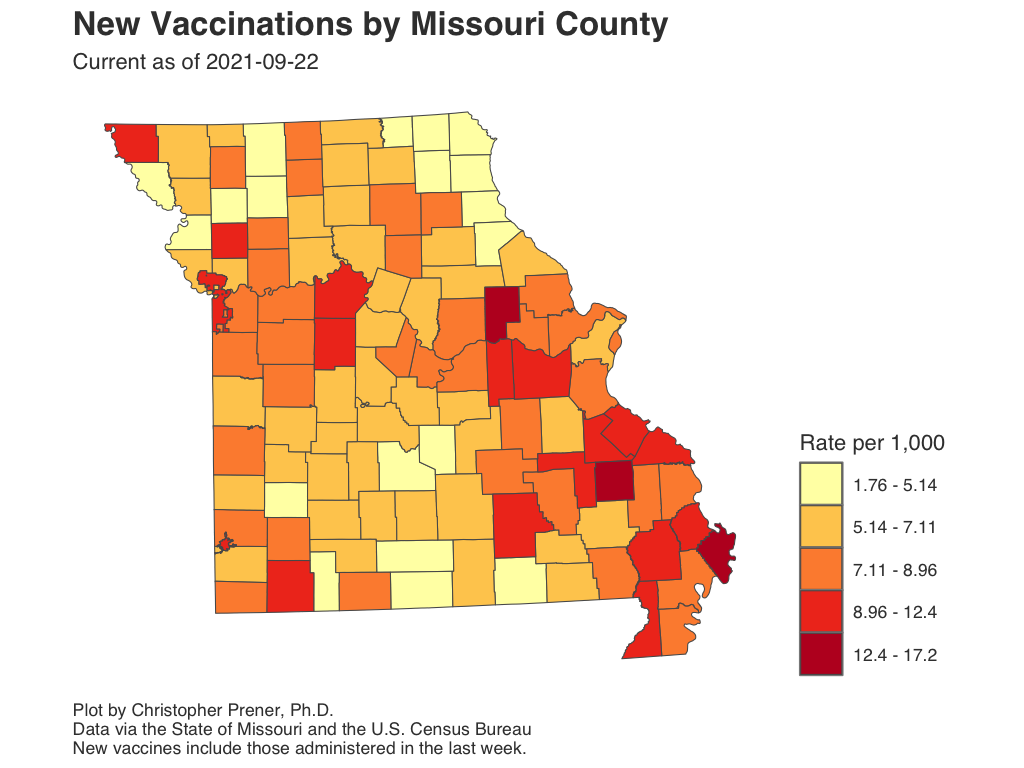 New Vaccinations by Missouri County
Current as of 2021-09-22
Rate per 1,000
1.76 - 5.14
5.14 - 7.11
7.11 - 8.96
8.96 - 12.4
12.4 - 17.2
Plot by Christopher Prener, Ph.D.
Data via the State of Missouri and the U.S. Census Bureau
New vaccines include those administered in the last week.